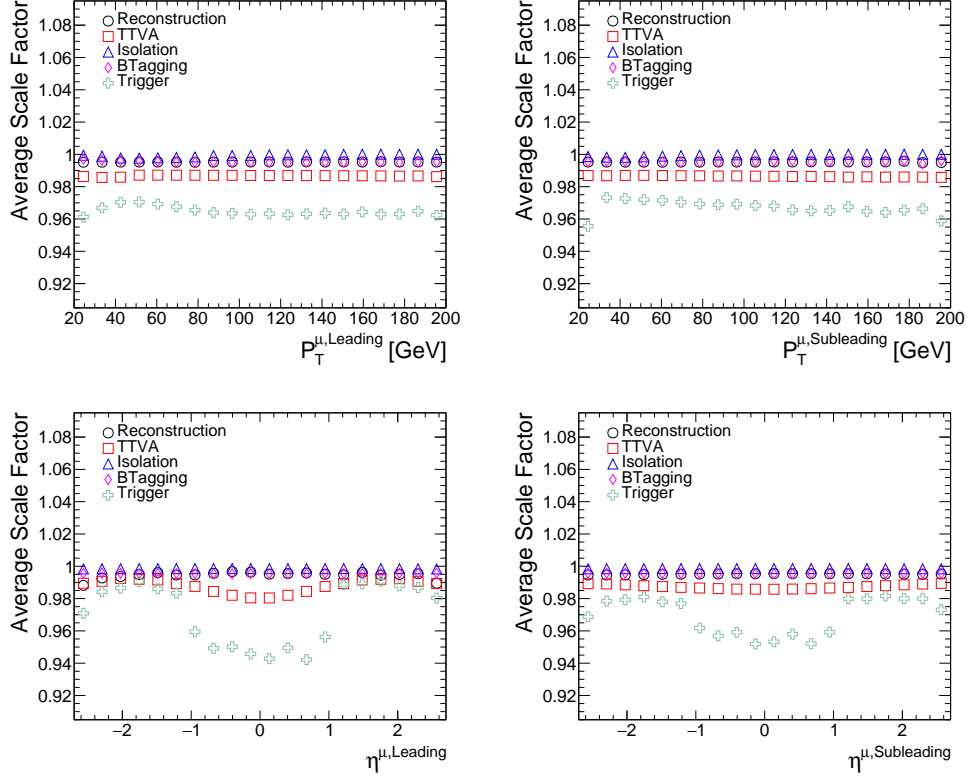 Average Scale Factor
1.08
1.06
1.04
1.02
1
0.98
0.96
0.94
0.92
Reconstruction
TTVA
Isolation
BTagging
Trigger
20 40 60 80 100 120 140 160 180 200
P_T^μ,Leading [GeV]
Average Scale Factor
1.08
1.06
1.04
1.02
1
0.98
0.96
0.94
0.92
Reconstruction
TTVA
Isolation
BTagging
Trigger
20 40 60 80 100 120 140 160 180 200
P_T^μ,Subleading [GeV]
Average Scale Factor
1.08
1.06
1.04
1.02
1
0.98
0.96
0.94
0.92
Reconstruction
TTVA
Isolation
BTagging
Trigger
−2 −1 0 1 2
η^μ,Leading
Average Scale Factor
1.08
1.06
1.04
1.02
1
0.98
0.96
0.94
0.92
Reconstruction
TTVA
Isolation
BTagging
Trigger
−2 −1 0 1 2
η^μ,Subleading